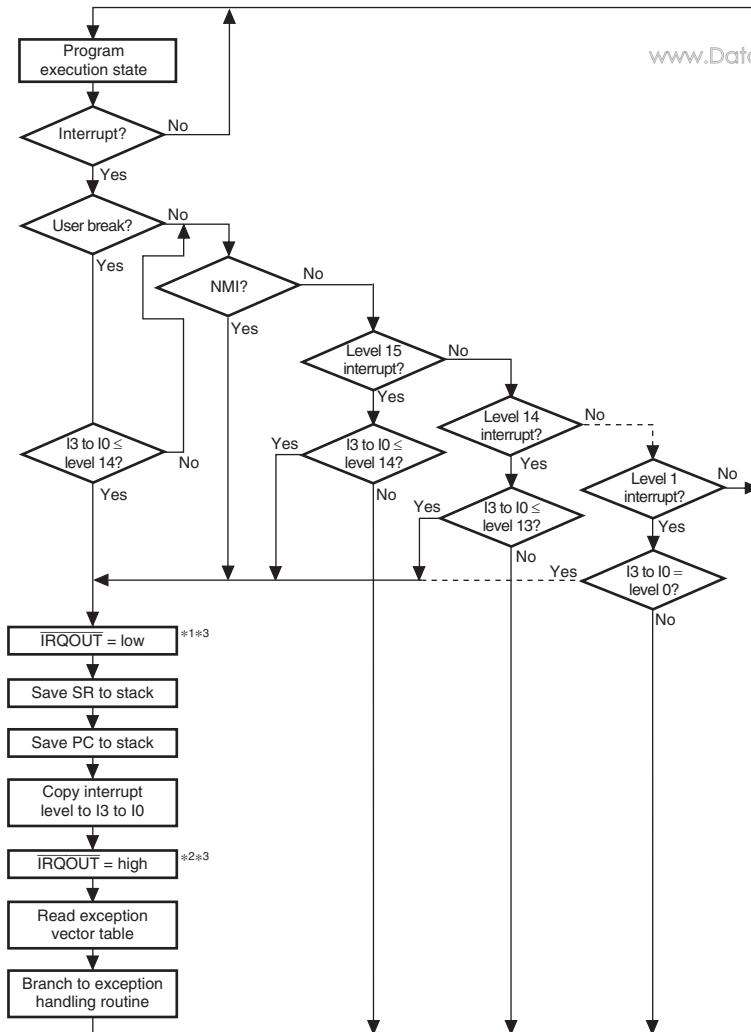 www.Data
Program
execution state
Interrupt?
No
Yes
User break?
No
Yes
NMI?
No
Yes
Level 15
interrupt?
No
Yes
Level 14
interrupt?
No
Yes
I3 to I0 ≤
level 14?
No
Yes
I3 to I0 ≤
level 14?
Yes
No
Level 1
interrupt?
No
Yes
I3 to I0 ≤
level 13?
Yes
No
I3 to I0 =
level 0?
Yes
No
IRQOUT = low *1*3
Save SR to stack
Save PC to stack
Copy interrupt
level to I3 to I0
IRQOUT = high *2*3
Read exception
vector table
Branch to exception
handling routine